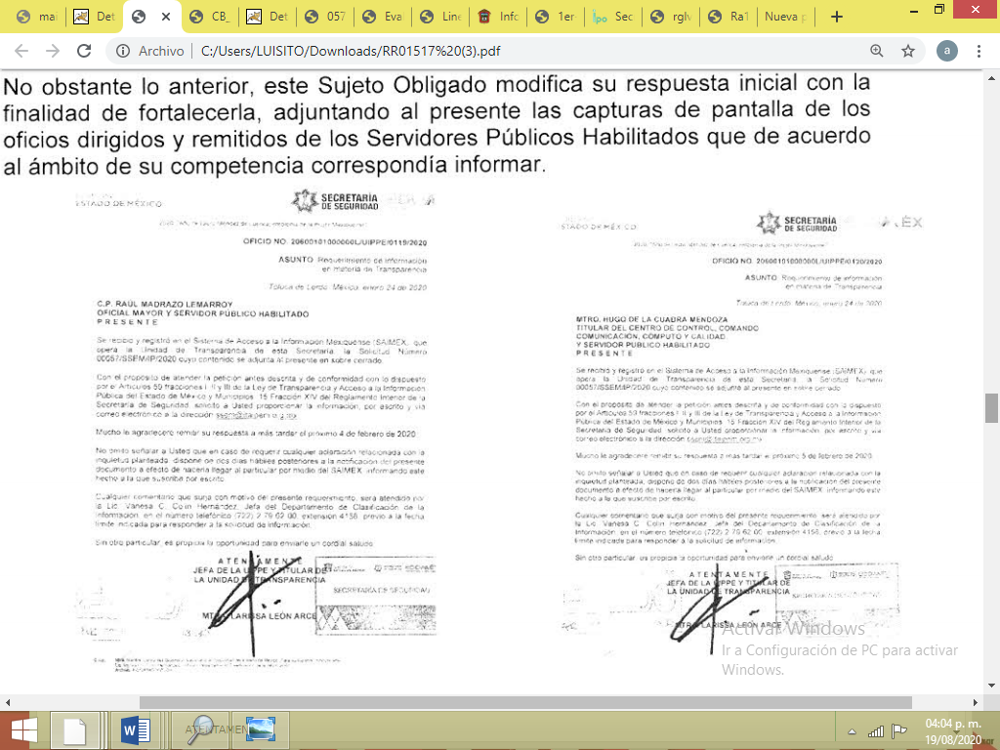 mai
Det
CB_
Det
057
Eva
Line
Info
1er
Sec
rglv
Ra1
Nueva p
Archivo
C:/Users/LUISITO/Downloads/RR01517%20(3).pdf
a
No obstante lo anterior, este Sujeto Obligado modifica su respuesta inicial con la
finalidad de fortalecerla, adjuntando al presente las capturas de pantalla de los
oficios dirigidos y remitidos de los Servidores Públicos Habilitados que de acuerdo
al ámbito de su competencia correspondía informar.
ESTADO DE MÉXICO
SECRETARÍA
DE SEGURIDAD
OFICIO NO. 20600101000000L/UIPPE/0119/2020
ASUNTO: Requerimiento de información
en materia de Transparencia
Toluca de Lerdo, México, enero 24 de 2020
C.P. RAÚL MADRAZO LEMARROY
OFICIAL MAYOR Y SERVIDOR PÚBLICO HABILITADO
P R E S E N T E
Se recibió y registró en el Sistema de Acceso a la Información Mexiquense (SAIMEX), que
opera la Unidad de Transparencia de esta Secretaría, la Solicitud Número
00057/SSEM/IP/2020 cuyo contenido se adjunta al presente en sobre cerrado.
Con el propósito de atender la petición antes descrita y de conformidad con lo dispuesto
por el Artículos 59 fracciones I, II y III de la Ley de Transparencia y Acceso a la Información
Pública del Estado de México y Municipios, 15 Fracción XIV del Reglamento Interior de la
Secretaría de Seguridad, solicito a Usted proporcionar la información, por escrito y vía
correo electrónico a la dirección
Mucho le agradeceré remitir su respuesta a más tardar el próximo 4 de febrero de 2020
No omito señalar a Usted que en caso de requerir cualquier aclaración relacionada con la
inquietud planteada, dispone de dos días hábiles posteriores a la notificación del presente
documento a efecto de hacerla llegar al particular por medio del SAIMEX, informando este
hecho a la que suscribe por escrito.
Cualquier comentario que surja con motivo del presente requerimiento, será atendido por
la Lic. Vanesa C. Colín Hernández, Jefa del Departamento de Clasificación de la
Información, en el número telefónico (722) 2 79 62 00, extensión 4156, previo a la fecha
límite indicada para responder a la solicitud de información.
Sin otro particular, es propicia la oportunidad para enviarle un cordial saludo
A T E N T A M E N T E
JEFA DE LA UIPPE Y TITULAR DE
LA UNIDAD DE TRANSPARENCIA
SECRETARÍA DE SEGURIDAD
MTRA. LARISSA LEÓN ARCE
STADO DE MÉXICO
SECRETARÍA
DE SEGURIDAD
OFICIO NO. 20600101000000L/UIPPE/0120/2020
ASUNTO: Requerimiento de información
en materia de Transparencia
Toluca de Lerdo, México, enero 24 de 2020
MTRO. HUGO DE LA CUADRA MENDOZA
TITULAR DEL CENTRO DE CONTROL, COMANDO
COMUNICACIÓN, CÓMPUTO Y CALIDAD
Y SERVIDOR PÚBLICO HABILITADO
P R E S E N T E
Se recibió y registró en el Sistema de Acceso a la Información Mexiquense (SAIMEX), que
opera la Unidad de Transparencia de esta Secretaría, la Solicitud Número
00057/SSEM/IP/2020 cuyo contenido se adjunta al presente en sobre cerrado
Con el propósito de atender la petición antes descrita y de conformidad con lo dispuesto
por el Artículos 59 fracciones I, II y III de la Ley de Transparencia y Acceso a la Información
Pública del Estado de México y Municipios, 15 Fracción XIV del Reglamento Interior de la
Secretaría de Seguridad, solicito a Usted proporcionar la información por escrito y vía
correo electrónico a la dirección
Mucho le agradeceré remitir su respuesta a más tardar el próximo 5 de febrero de 2020
No omito señalar a Usted que en caso de requerir cualquier aclaración relacionada con la
inquietud planteada, dispone de dos días hábiles posteriores a la notificación del presente
documento a efecto de hacerla llegar al particular por medio del SAIMEX, informando este
hecho a la que suscribe por escrito.
Cualquier comentario que surja con motivo del presente requerimiento, será atendido por
la Lic. Vanesa C. Colín Hernández, Jefa del Departamento de Clasificación de la
Información, en el número telefónico (722) 2 79 62 00, extensión 4156, previo a la fecha
límite indicada para responder a la solicitud de información.
Sin otro particular, es propicia la oportunidad para enviarle un cordial saludo
A T E N T A M E N T E
JEFA DE LA UIPPE Y TITULAR DE
LA UNIDAD DE TRANSPARENCIA
MTRA. LARISSA LEÓN ARCE
Activar Windows
Ir a Configuración de PC para activar
Windows.
ATENTAMEN
04:04 p. m.
19/08/2020